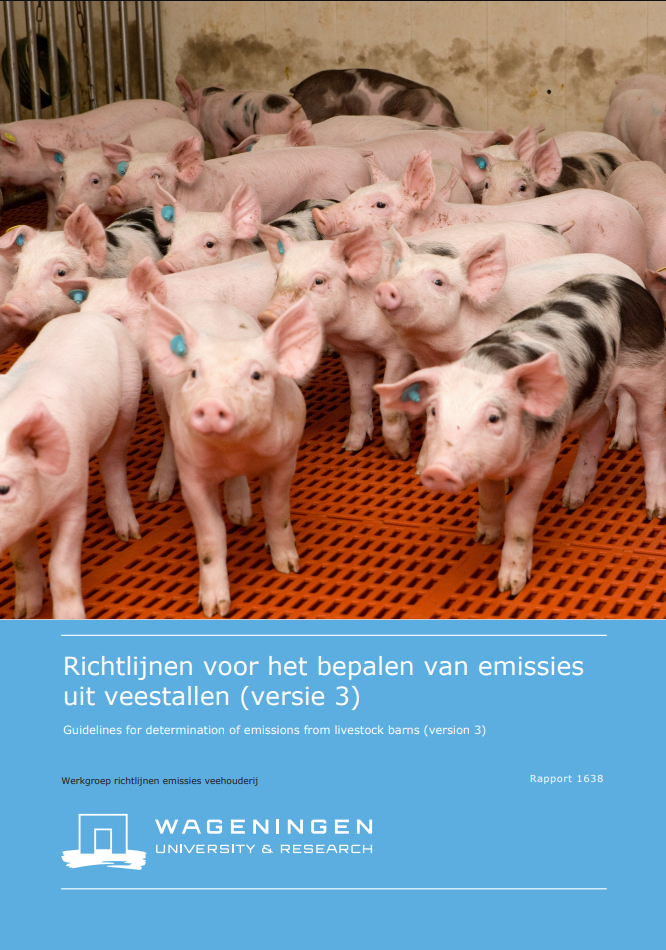 Richtlijnen voor het bepalen van emissies
uit veestallen (versie 3)
Guidelines for determination of emissions from livestock barns (version 3)
Werkgroep richtlijnen emissies veehouderij
Rapport 1638
WAGENINGEN
UNIVERSITY & RESEARCH